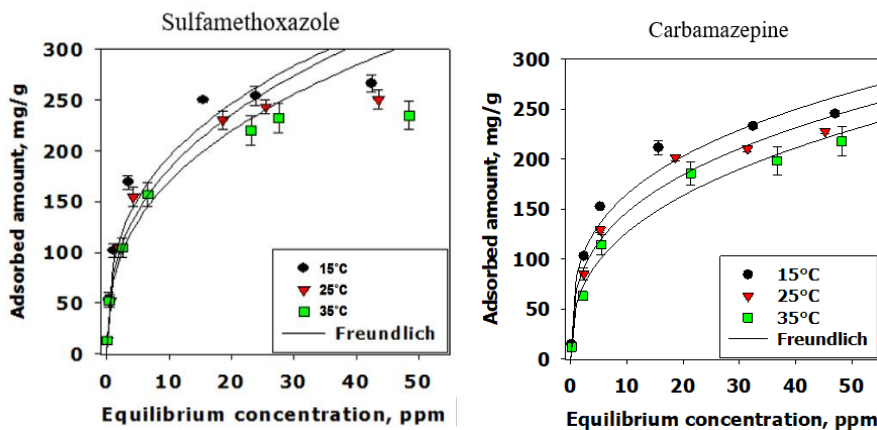 Sulfamethoxazole
300
250
200
150
100
50
0
Adsorbed amount, mg/g
15°C
25°C
35°C
Freundlich
0 10 20 30 40 50
Equilibrium concentration, ppm
Carbamazepine
300
250
200
150
100
50
0
Adsorbed amount, mg/g
15°C
25°C
35°C
Freundlich
0 10 20 30 40 50
Equilibrium concentration, ppm